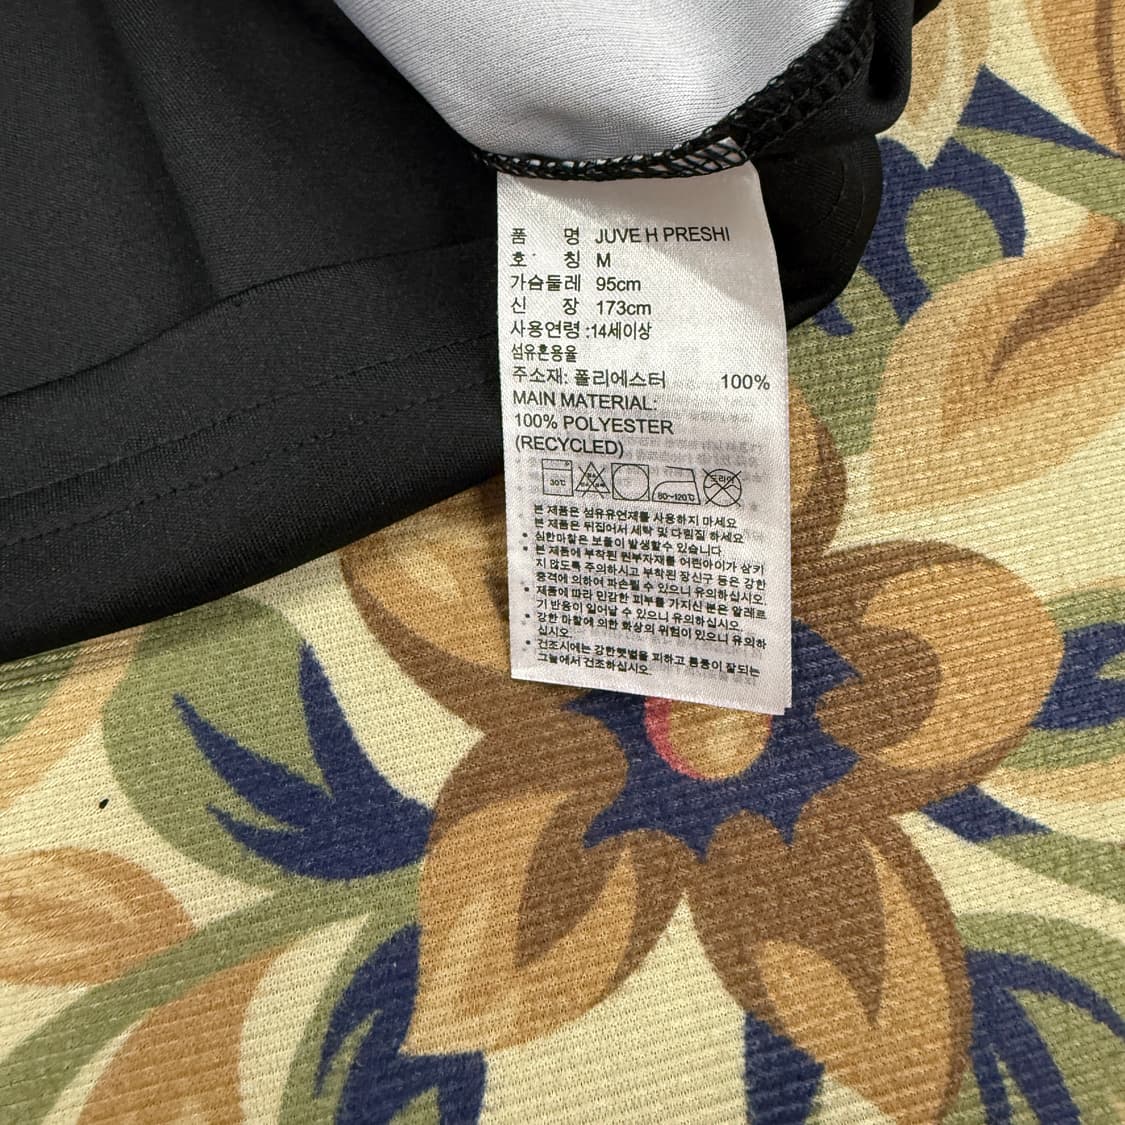 품 명 JUVE H PRESHI
호 칭 M
가슴둘레 95cm
신 장 173cm
사용연령 :14세이상
섬유혼용율
주소재: 폴리에스터 100%
MAIN MATERIAL:
100% POLYESTER
(RECYCLED)
30℃ 80~120℃ 드라이
본 제품은 섬유유연제를 사용하지 마세요
본 제품은 뒤집어서 세탁 및 다림질 하세요
• 심한마찰은 보풀이 발생할수 있습니다
• 본 제품에 부착된 원부자재를 어린아이가 삼키
지 않도록 주의하시고 부착된 장신구 등은 강한
충격에 의하여 파손될 수 있으니 유의하십시오.
• 제품에 따라 민감한 피부를 가지신 분은 알레르
기 반응이 일어날 수 있으니 유의하십시오.
• 강한 마찰에 의한 화상의 위험이 있으니 유의하
십시오.
• 건조시에는 강한햇볕을 피하고 통풍이 잘되는
그늘에서 건조하십시오.